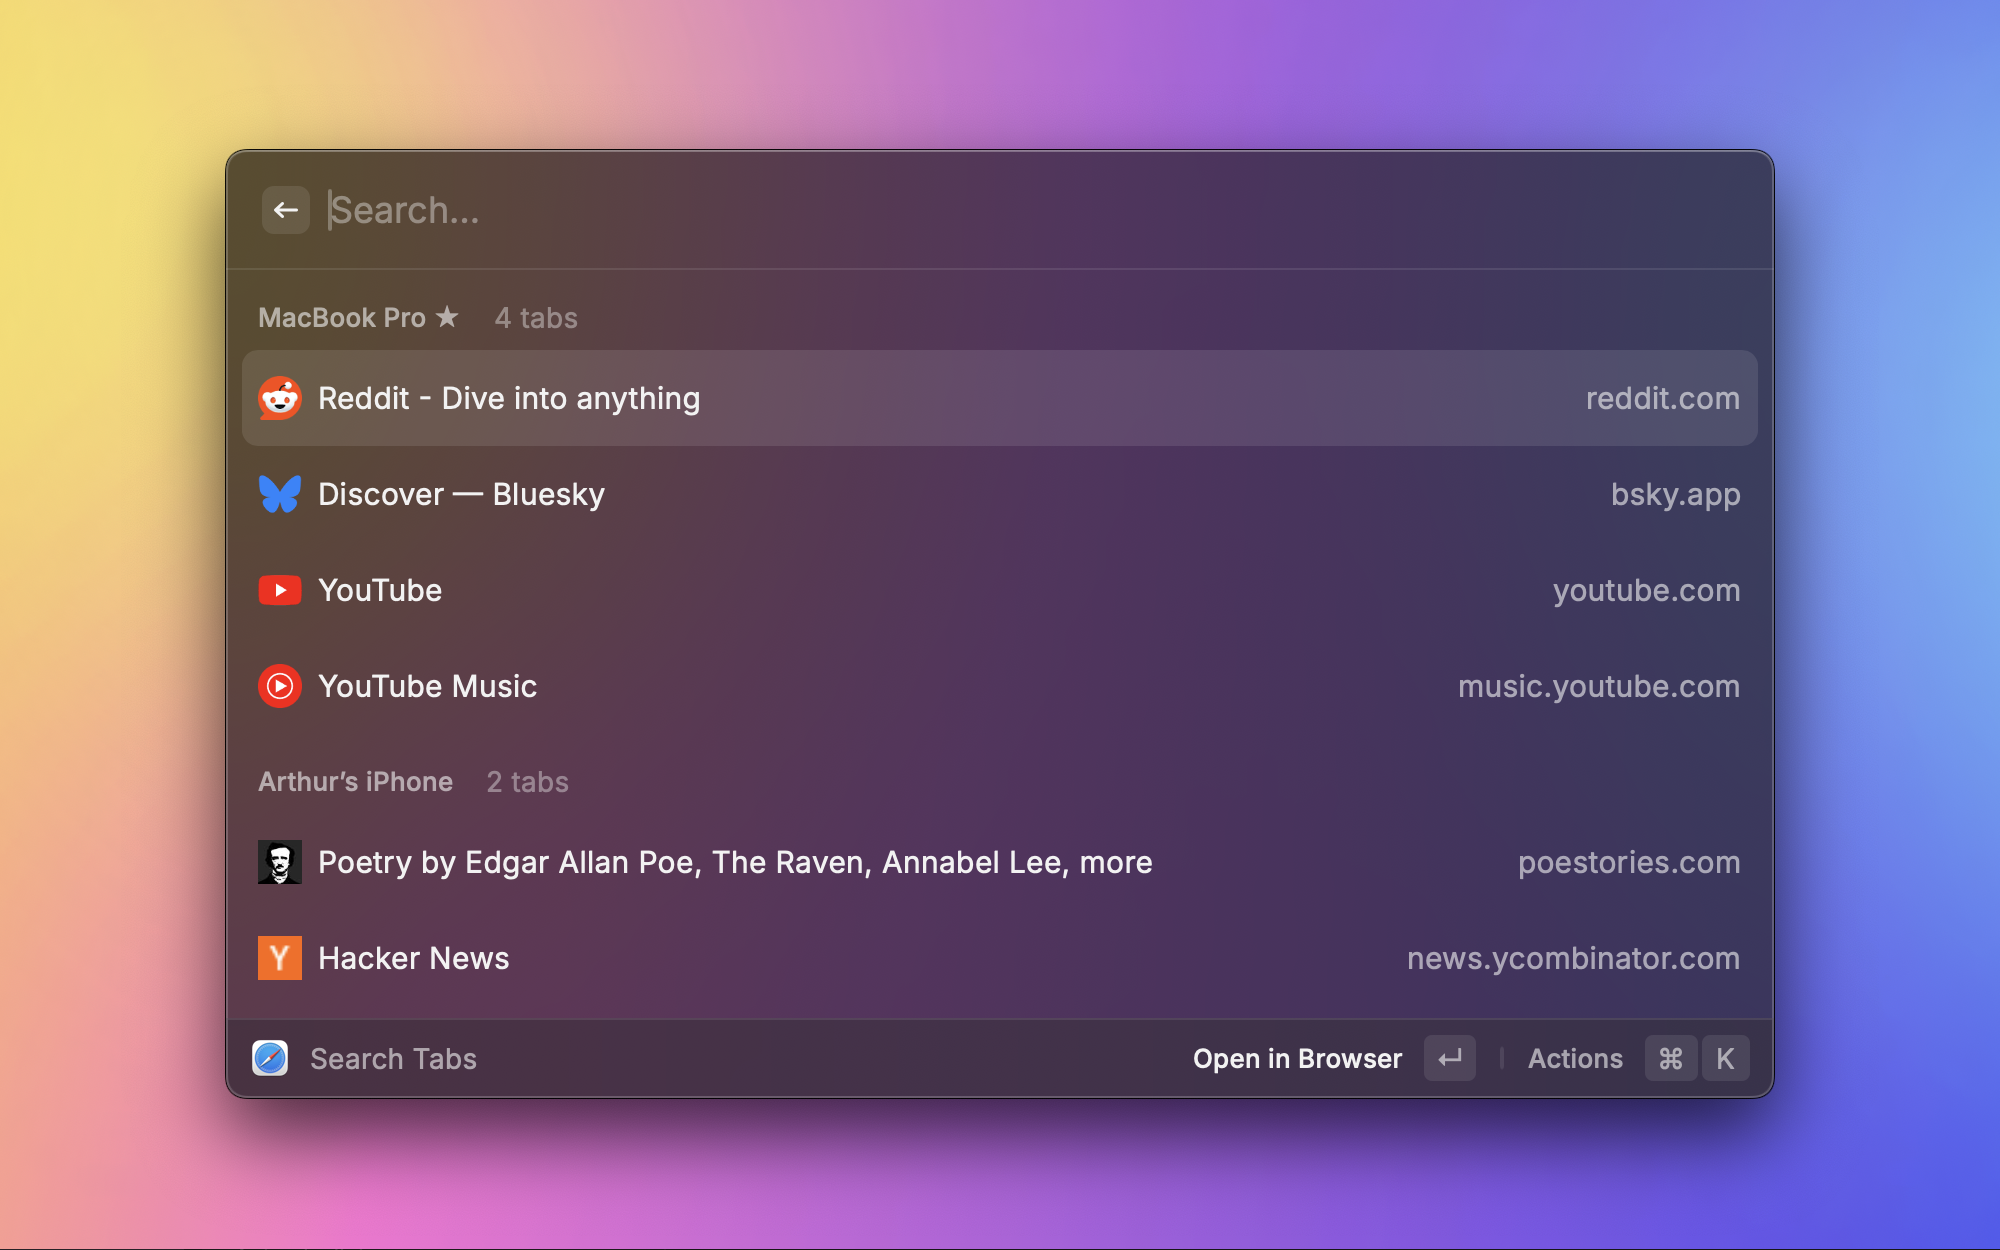 Search...
MacBook Pro ★ 4 tabs
Reddit - Dive into anything reddit.com
Discover — Bluesky bsky.app
YouTube youtube.com
YouTube Music music.youtube.com
Arthur’s iPhone 2 tabs
Poetry by Edgar Allan Poe, The Raven, Annabel Lee, more poestories.com
Y Hacker News news.ycombinator.com
Search Tabs Open in Browser ↵ Actions ⌘ K